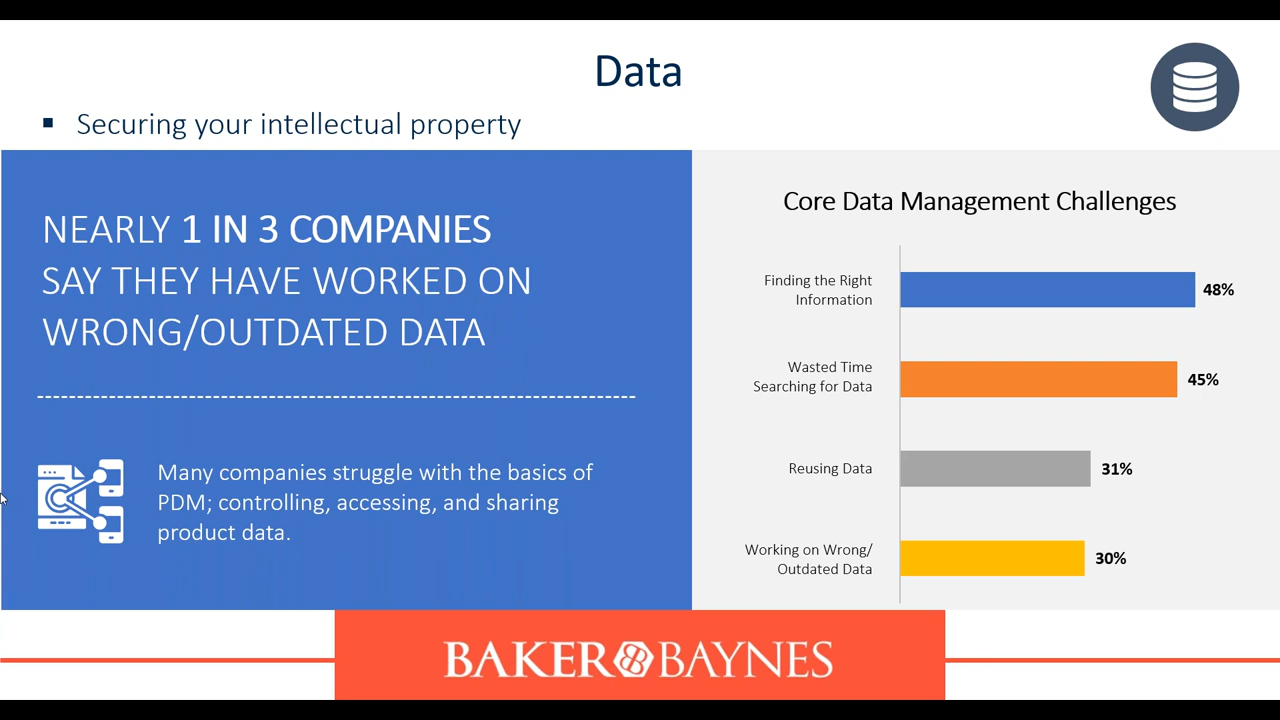 Data
▪ Securing your intellectual property
NEARLY 1 IN 3 COMPANIES
SAY THEY HAVE WORKED ON
WRONG/OUTDATED DATA
Many companies struggle with the basics of
PDM; controlling, accessing, and sharing
product data.
Core Data Management Challenges
Finding the Right
Information
48%
Wasted Time
Searching for Data
45%
Reusing Data
31%
Working on Wrong/
Outdated Data
30%
BAKER BAYNES